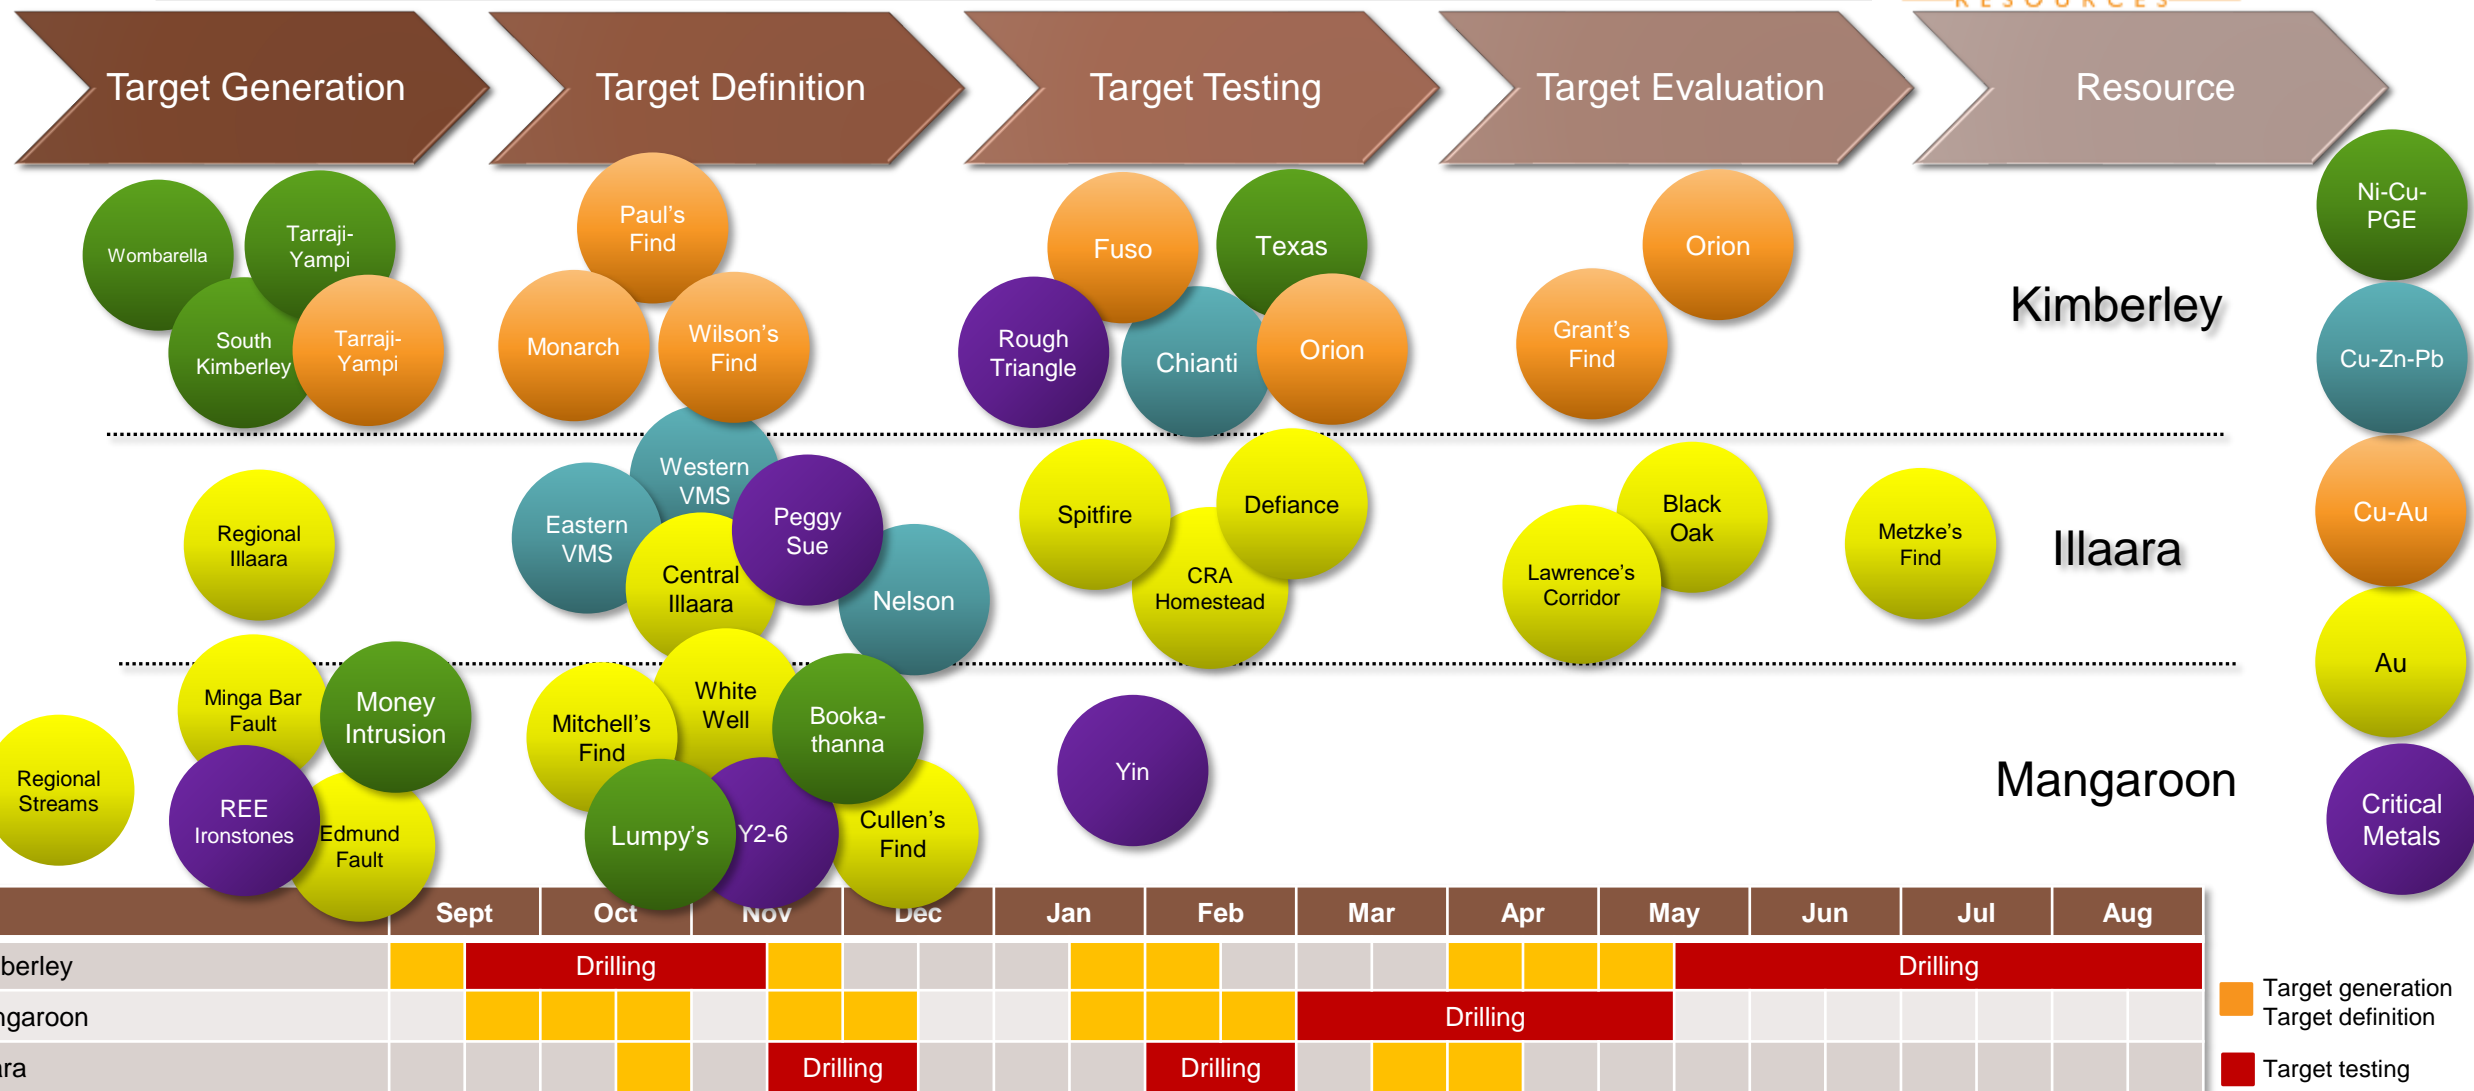 RESOURCES
Target Generation
Target Definition
Target Testing
Target Evaluation
Resource
Wombarella
Tarraji-
Yampi
South
Kimberley
Tarraji-
Yampi
Paul's
Find
Monarch
Wilson's
Find
Fuso
Texas
Rough
Triangle
Chianti
Orion
Orion
Grant's
Find
Kimberley
Ni-Cu-
PGE
Cu-Zn-Pb
Cu-Au
Au
Critical
Metals
Regional
Illaara
Western
VMS
Eastern
VMS
Peggy
Sue
Central
Illaara
Nelson
Spitfire
Defiance
CRA
Homestead
Black
Oak
Lawrence's
Corridor
Metzke's
Find
Illaara
Minga Bar
Fault
Money
Intrusion
Regional
Streams
REE
Ironstones
Edmund
Fault
Mitchell's
Find
White
Well
Booka-
thanna
Lumpy's
Y2-6
Cullen's
Find
Yin
Mangaroon
Sept Oct Nov Dec Jan Feb Mar Apr May Jun Jul Aug
berley Drilling Drilling
ngaroon Drilling
ara Drilling Drilling
Target generation
Target definition
Target testing